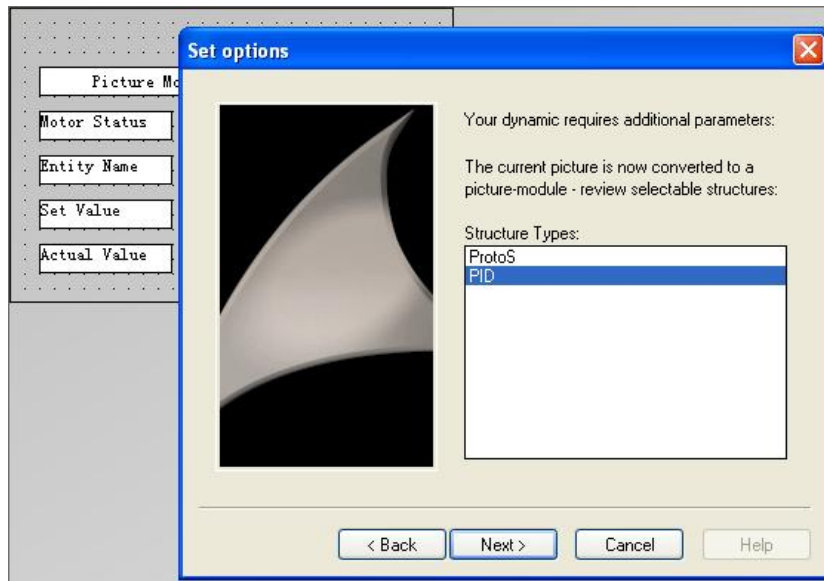 Set options
Picture Mo
Motor Status
Entity Name
Set Value
Actual Value
Your dynamic requires additional parameters:
The current picture is now converted to a
picture-module - review selectable structures:
Structure Types:
ProtoS
PID
< Back
Next >
Cancel
Help